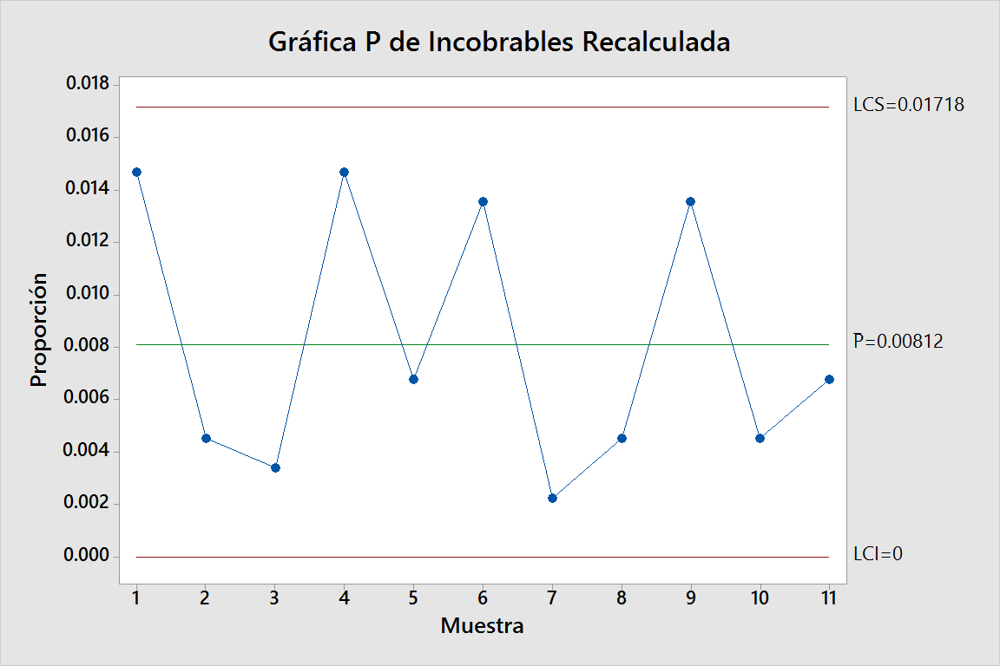 Gráfica P de Incobrables Recalculada
0.018
0.016
0.014
0.012
0.010
0.008
0.006
0.004
0.002
0.000
Proporción
LCS=0.01718
P̅=0.00812
LCI=0
1 2 3 4 5 6 7 8 9 10 11
Muestra